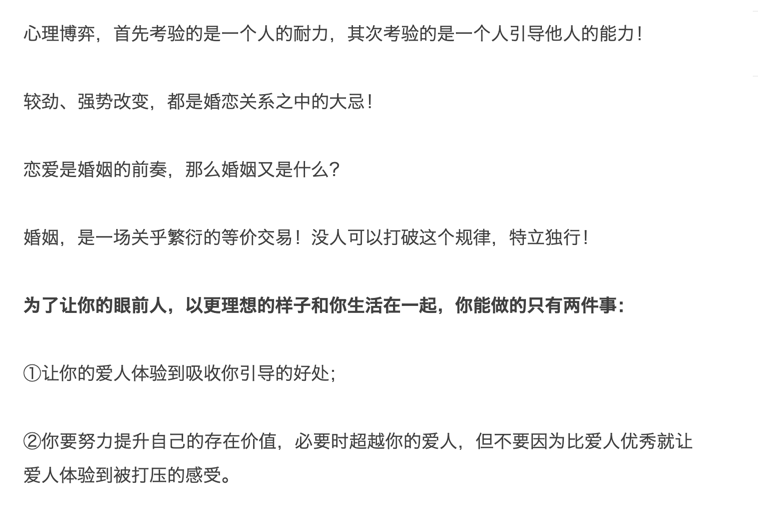 心理博弈，首先考验的是一个人的耐力，其次考验的是一个人引导他人的能力！
较劲、强势改变，都是婚恋关系之中的大忌！
恋爱是婚姻的前奏，那么婚姻又是什么？
婚姻，是一场关乎繁衍的等价交易！没人可以打破这个规律，特立独行！
为了让你的眼前人，以更理想的样子和你生活在一起，你能做的只有两件事：
①让你的爱人体验到吸收你引导的好处；
②你要努力提升自己的存在价值，必要时超越你的爱人，但不要因为比爱人优秀就让
爱人体验到被打压的感受。